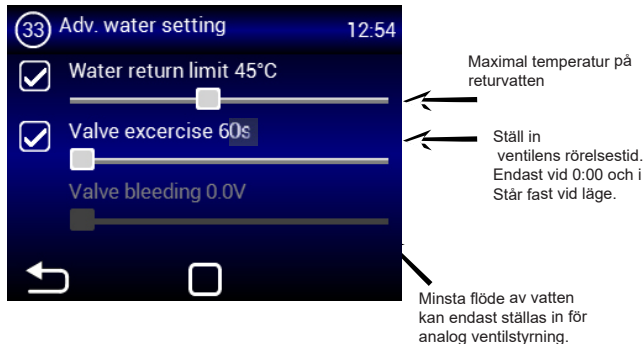 33 Adv. water setting 12:54
Water return limit 45°C
Valve excercise 60s
Valve bleeding 0.0V
Maximal temperatur på
returvatten
Ställ in
ventilens rörelsestid.
Endast vid 0:00 och i
Står fast vid läge.
Minsta flöde av vatten
kan endast ställas in för
analog ventilstyrning.